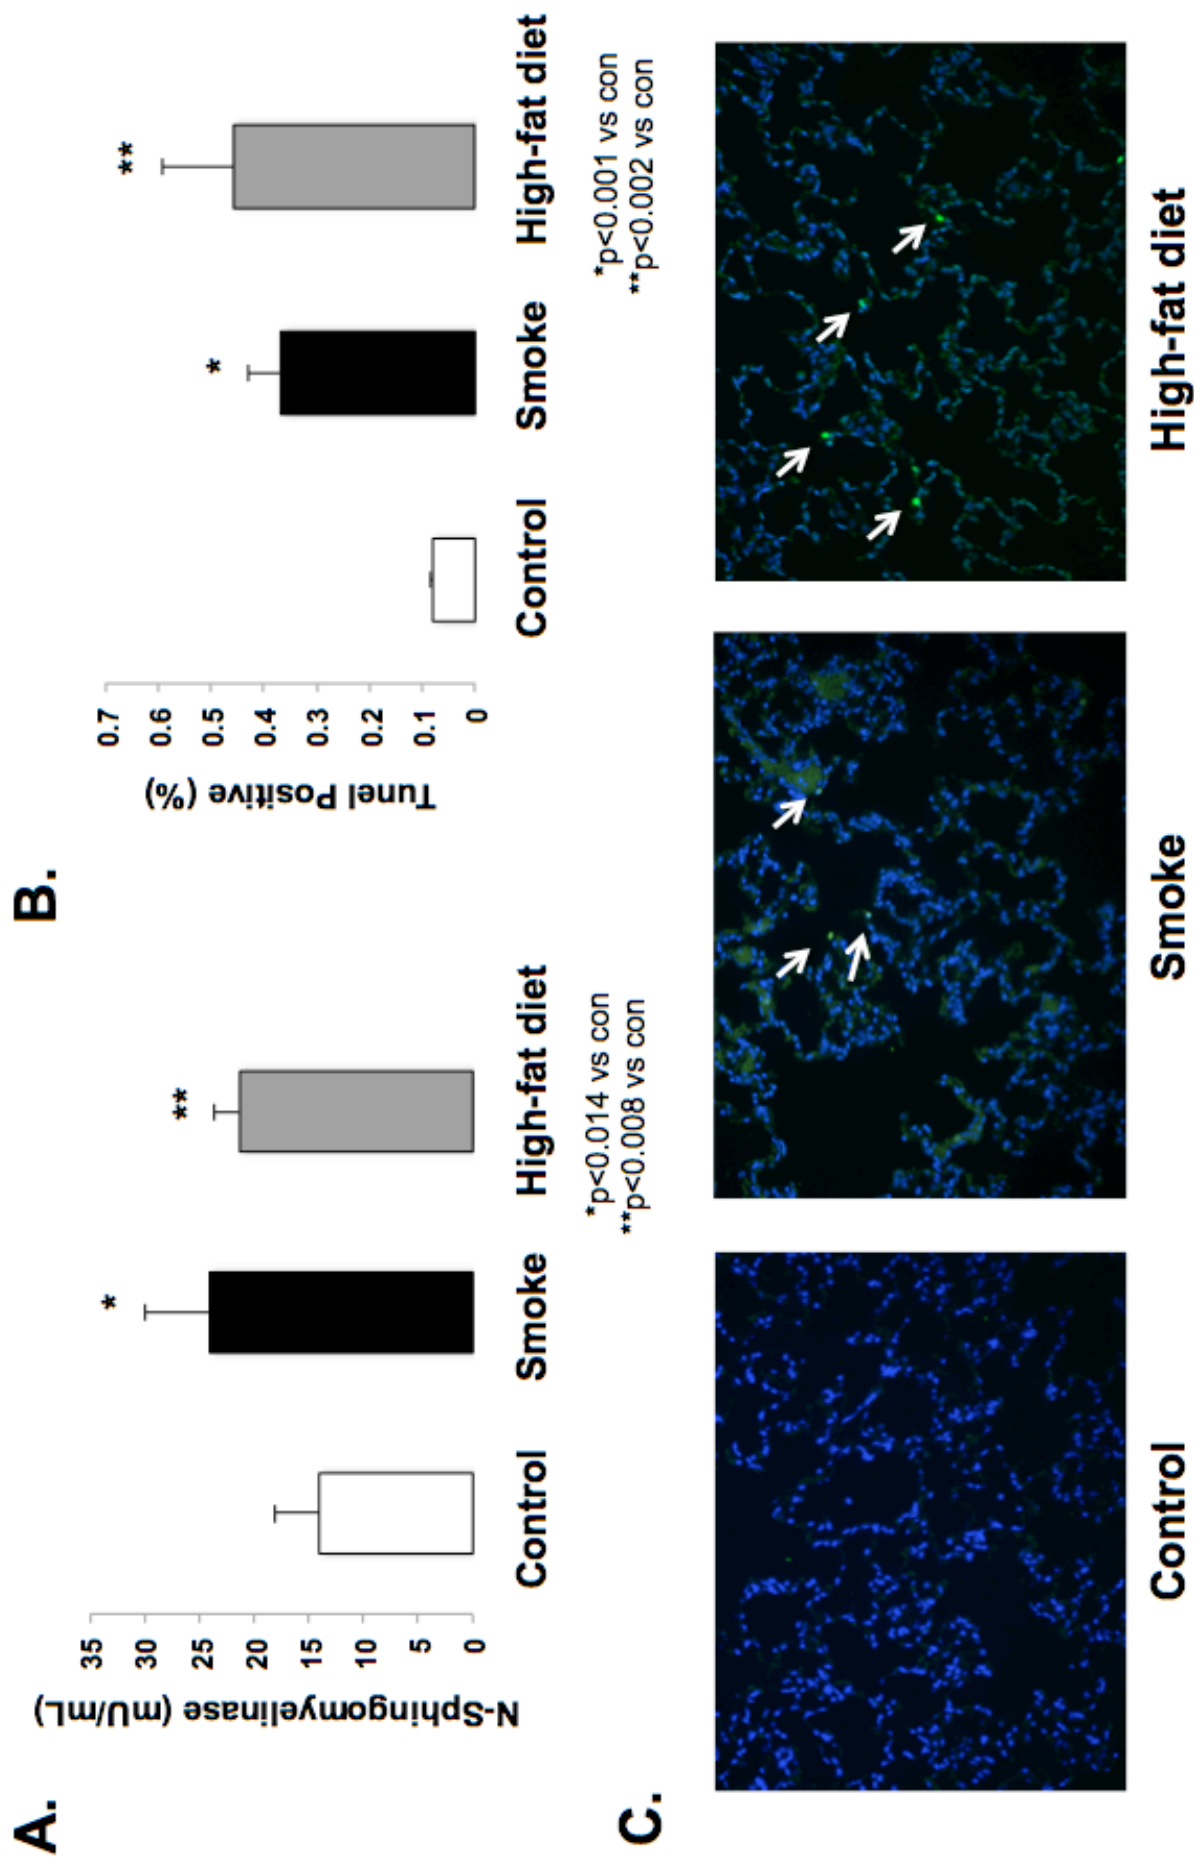 A.
N-Sphingomyelinase (mU/mL)
35
30
25
20
15
10
5
0
*
**
Control
Smoke
High-fat diet
*p<0.014 vs con
**p<0.008 vs con
B.
Tunel Positive (%)
0.7
0.6
0.5
0.4
0.3
0.2
0.1
0
*
**
Control
Smoke
High-fat diet
*p<0.001 vs con
**p<0.002 vs con
C.
Control
Smoke
High-fat diet